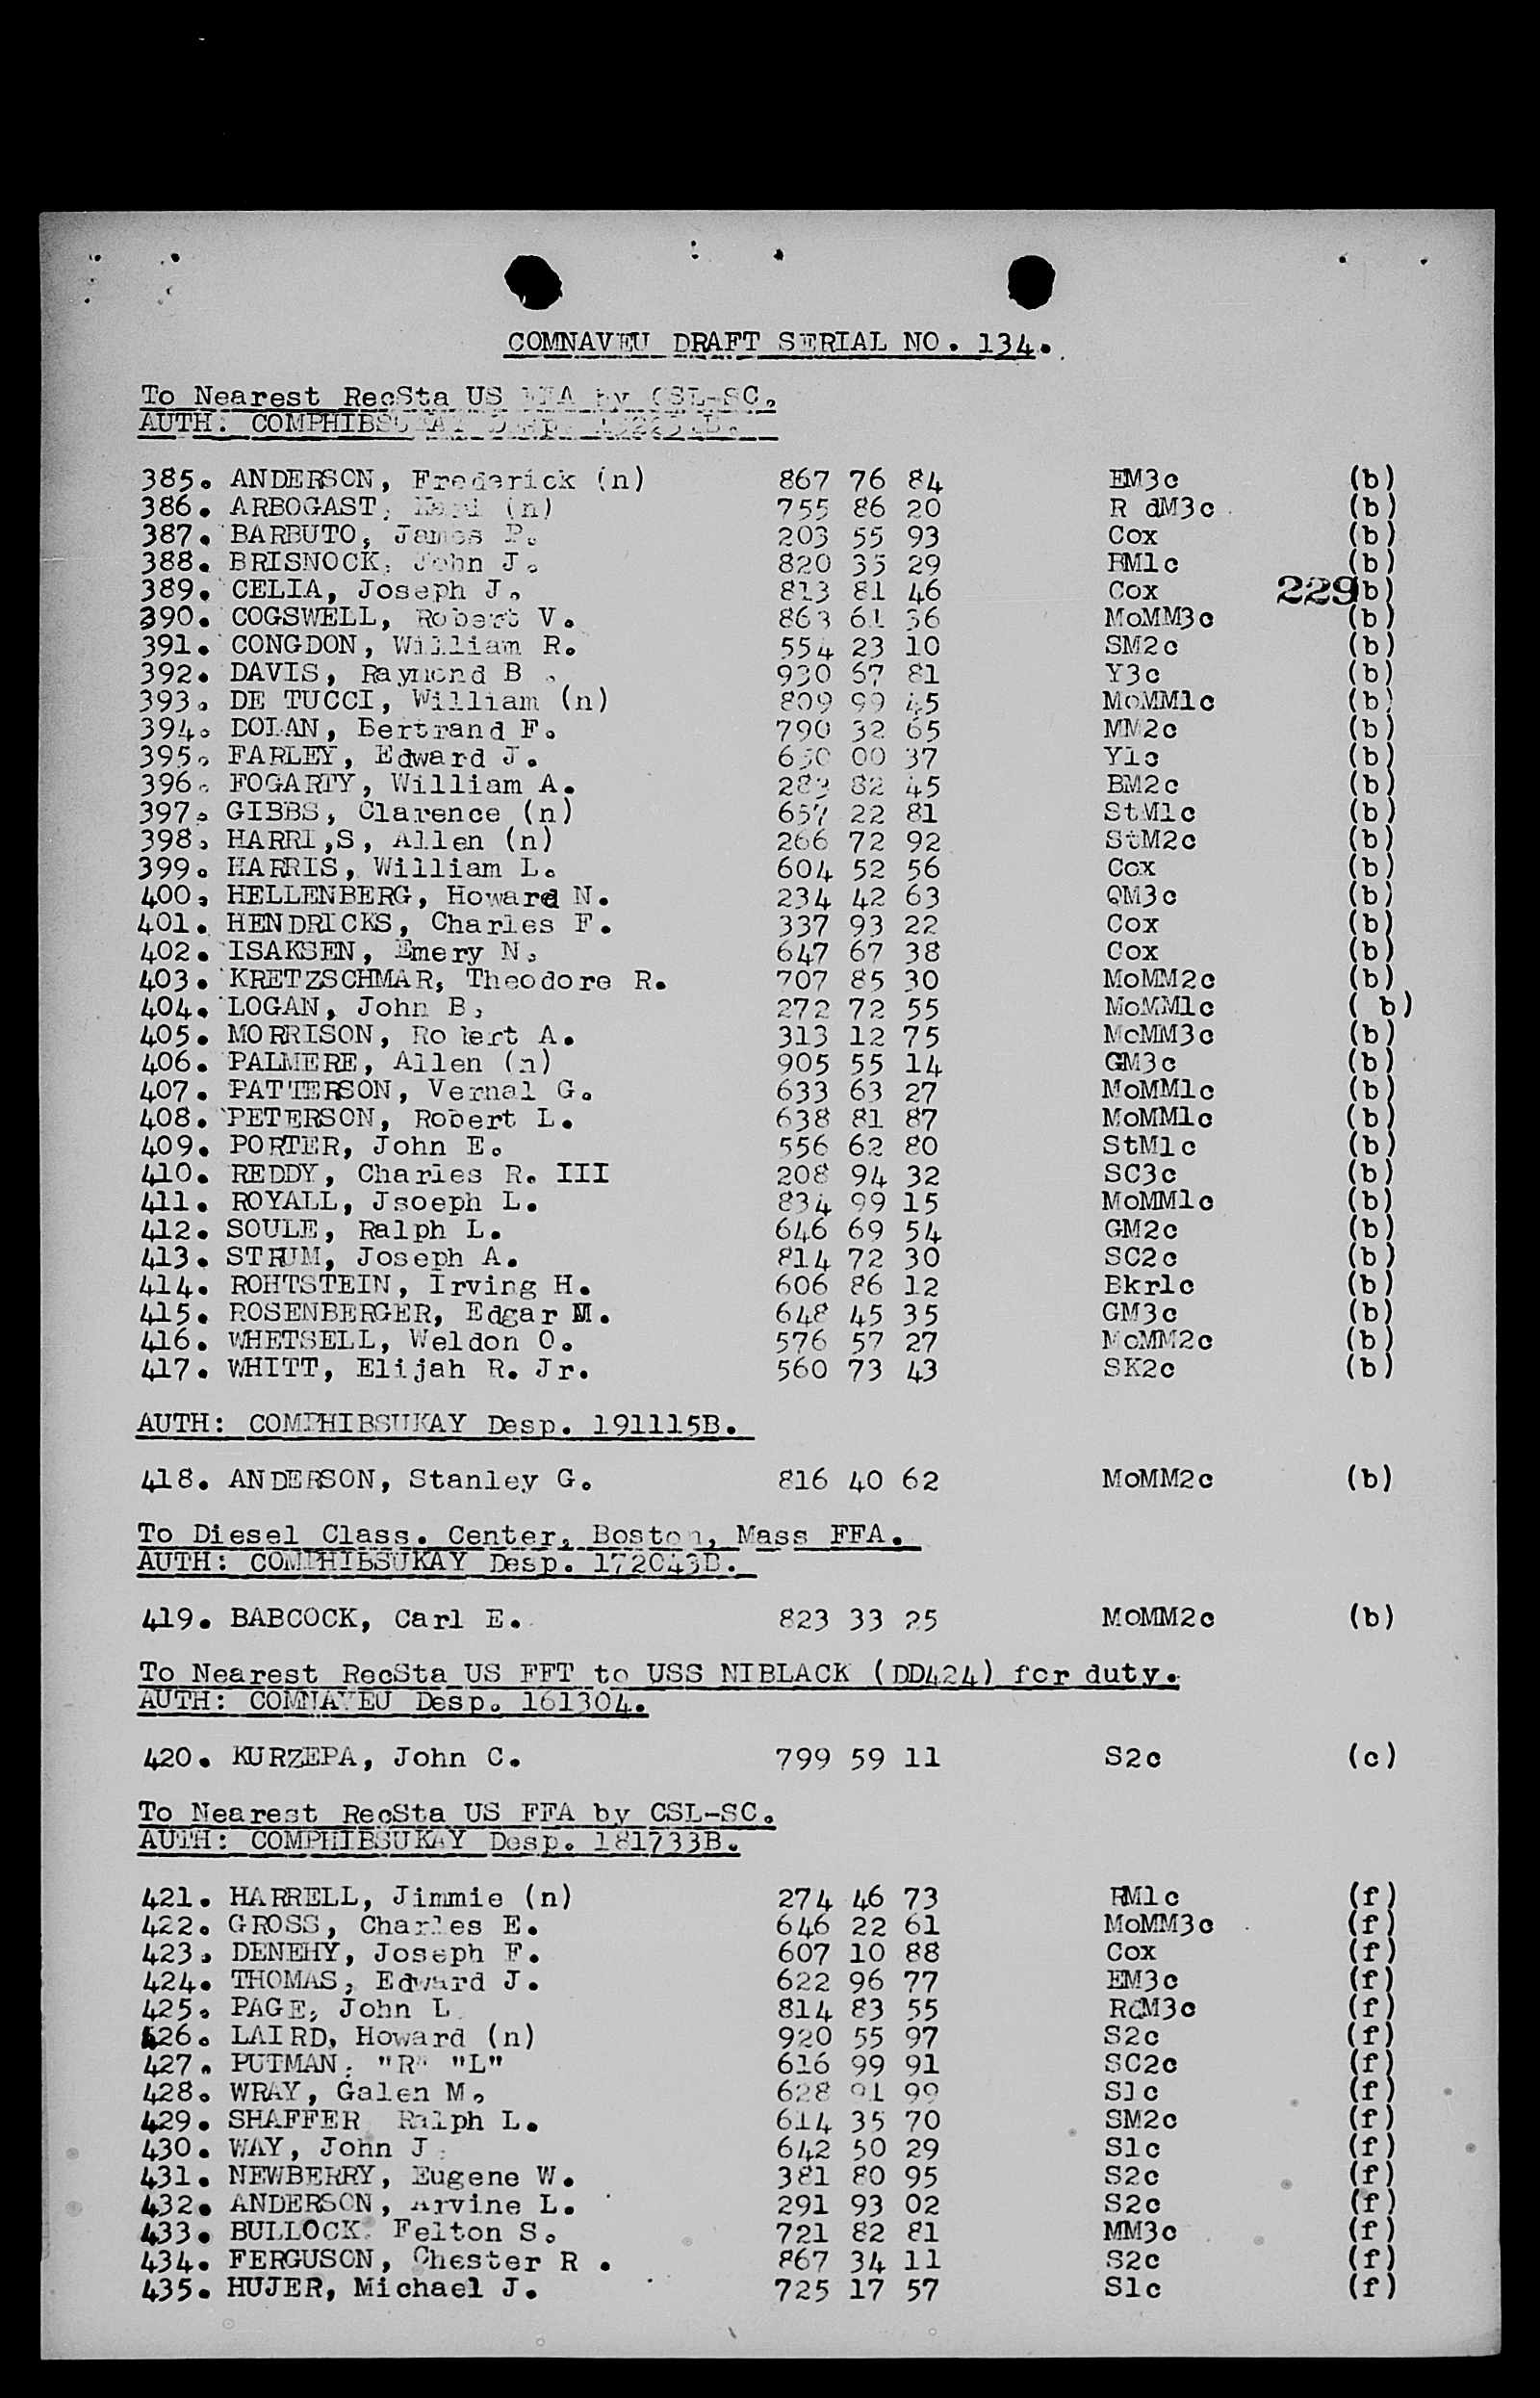 COMNAVEU DRAFT SERIAL NO. 134.
To Nearest RecSta US FFA by CSL-SC.
AUTH: COMPHIBSUKAY Desp.
385. ANDERSON, Frederick (n) 867 76 84 EM3c (b)
386. ARBOGAST, (n) 755 86 20 R dM3c (b)
387. BARBUTO, James P. 203 55 93 Cox (b)
388. BRISNOCK, John J. 820 35 29 BM1c (b)
389. CELIA, Joseph J. 813 81 46 Cox 229 b)
390. COGSWELL, Robert V. 863 61 36 MoMM3c (b)
391. CONGDON, William R. 554 23 10 SM2c (b)
392. DAVIS, Raymond B . 930 67 81 Y3c (b)
393. DE TUCCI, William (n) 809 99 45 MoMM1c (b)
394. DOLAN, Bertrand F. 790 32 65 MM2c (b)
395. FARLEY, Edward J. 650 00 37 Y1c (b)
396. FOGARTY, William A. 283 82 45 BM2c (b)
397. GIBBS, Clarence (n) 657 22 81 StM1c (b)
398. HARRI,S, Allen (n) 266 72 92 StM2c (b)
399. HARRIS, William L. 604 52 56 Cox (b)
400. HELLENBERG, Howard N. 234 42 63 QM3c (b)
401. HENDRICKS, Charles F. 337 93 22 Cox (b)
402. ISAKSEN, Emery N. 647 67 38 Cox (b)
403. KRETZSCHMAR, Theodore R. 707 85 30 MoMM2c (b)
404. LOGAN, John B. 272 72 55 MoMM1c ( b)
405. MORRISON, Robert A. 313 12 75 MoMM3c (b)
406. PALMERE, Allen (n) 905 55 14 GM3c (b)
407. PATTERSON, Vernal G. 633 63 27 MoMM1c (b)
408. PETERSON, Robert L. 638 81 87 MoMM1c (b)
409. PORTER, John E. 556 62 80 StM1c (b)
410. REDDY, Charles R. III 208 94 32 SC3c (b)
411. ROYALL, Jsoeph L. 834 99 15 MoMM1c (b)
412. SOULE, Ralph L. 646 69 54 GM2c (b)
413. STRUM, Joseph A. 814 72 30 SC2c (b)
414. ROHTSTEIN, Irving H. 606 86 12 Bkr1c (b)
415. ROSENBERGER, Edgar M. 648 45 35 GM3c (b)
416. WHETSELL, Weldon O. 576 57 27 MoMM2c (b)
417. WHITT, Elijah R. Jr. 560 73 43 SK2c (b)
AUTH: COMPHIBSUKAY Desp. 191115B.
418. ANDERSON, Stanley G. 816 40 62 MoMM2c (b)
To Diesel Class. Center, Boston, Mass FFA.
AUTH: COMPHIBSUKAY Desp. 172043B.
419. BABCOCK, Carl E. 823 33 25 MoMM2c (b)
To Nearest RecSta US FFT to USS NIBLACK (DD424) for duty.
AUTH: COMNAVEU Desp. 161304.
420. KURZEPA, John C. 799 59 11 S2c (c)
To Nearest RecSta US FFA by CSL-SC.
AUTH: COMPHIBSUKAY Desp. 181733B.
421. HARRELL, Jimmie (n) 274 46 73 RM1c (f)
422. GROSS, Charles E. 646 22 61 MoMM3c (f)
423. DENEHY, Joseph F. 607 10 88 Cox (f)
424. THOMAS, Edward J. 622 96 77 EM3c (f)
425. PAGE, John L 814 83 55 RdM3c (f)
426. LAIRD, Howard (n) 920 55 97 S2c (f)
427. PUTMAN, "R" "L" 616 99 91 SC2c (f)
428. WRAY, Galen M. 628 91 99 S1c (f)
429. SHAFFER Ralph L. 614 35 70 SM2c (f)
430. WAY, John J. 642 50 29 S1c (f)
431. NEWBERRY, Eugene W. 381 80 95 S2c (f)
432. ANDERSON, Arvine L. 291 93 02 S2c (f)
433. BULLOCK, Felton S. 721 82 81 MM3c (f)
434. FERGUSON, Chester R . 867 34 11 S2c (f)
435. HUJER, Michael J. 725 17 57 S1c (f)